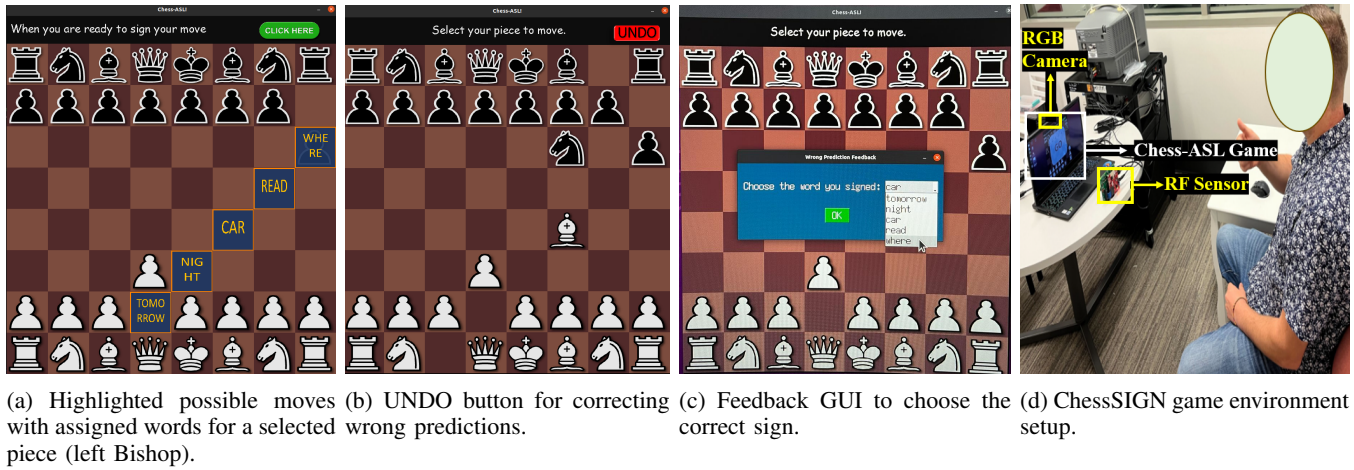 Chess-ASLI
When you are ready to sign your move
CLICK HERE
WHE
RE
READ
CAR
NIG
HT
TOMO
RROW
Chess-ASLI
Select your piece to move.
UNDO
Chess-ASLI
Select your piece to move.
Wrong Prediction Feedback
Choose the word you signed:
car
tomorrow
night
car
read
where
OK
RGB
Camera
Chess-ASL Game
RF Sensor
(a) Highlighted possible moves
with assigned words for a selected
piece (left Bishop).
(b) UNDO button for correcting
wrong predictions.
(c) Feedback GUI to choose the
correct sign.
(d) ChessSIGN game environment
setup.